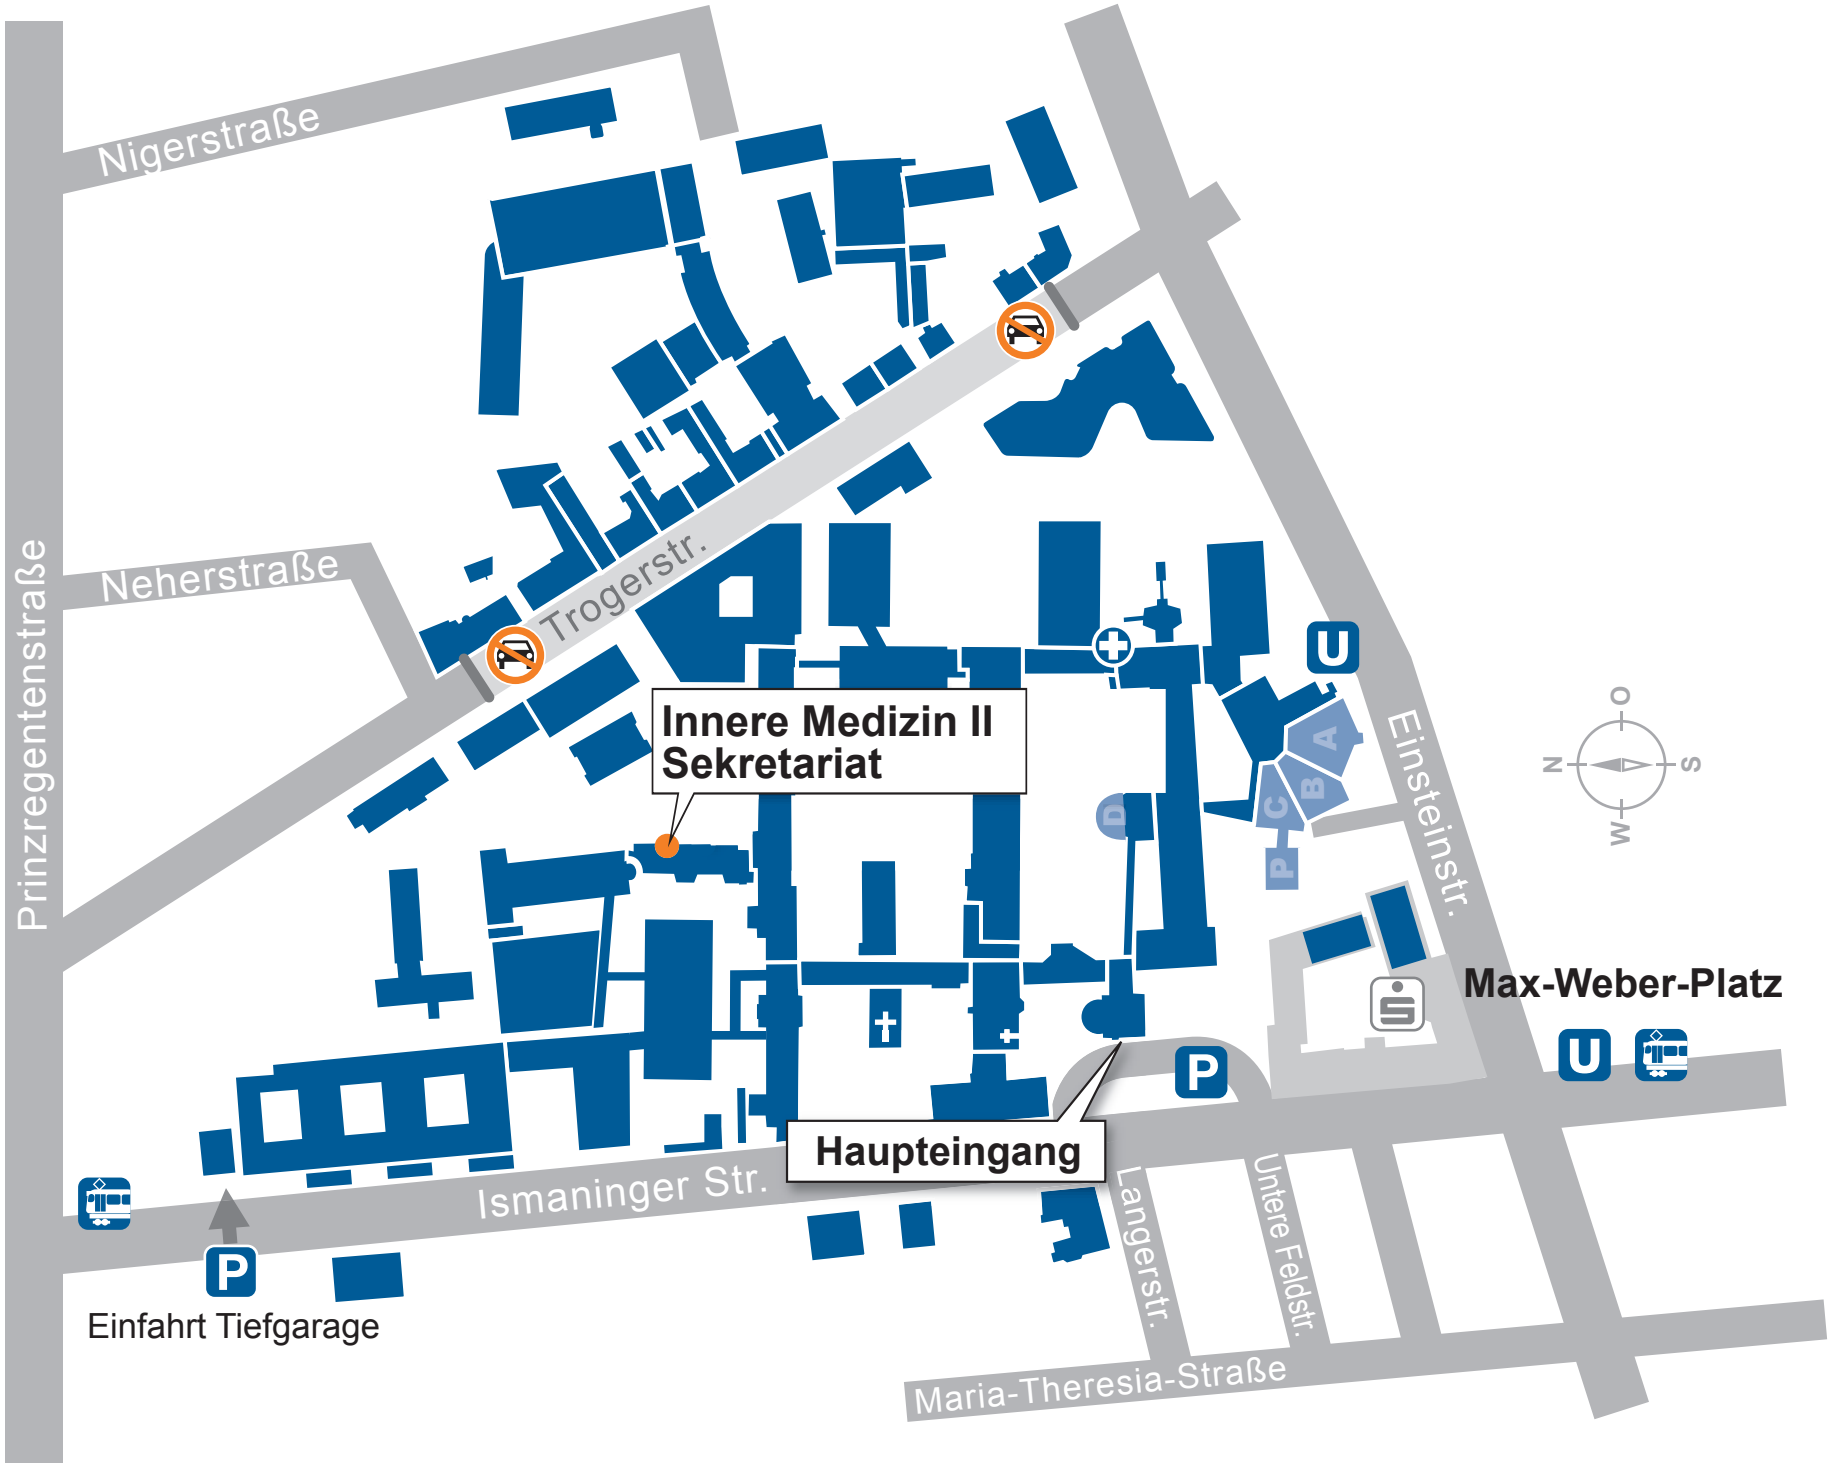 Nigerstraße
Prinzregentenstraße
Neherstraße
Trogerstr.
U
Innere Medizin II
Sekretariat
Einsteinstr.
A
B
C
D
P
O
N
S
W
S
Max-Weber-Platz
U
P
Haupteingang
Ismaninger Str.
Langerstr.
Untere Feldstr.
P
Einfahrt Tiefgarage
Maria-Theresia-Straße